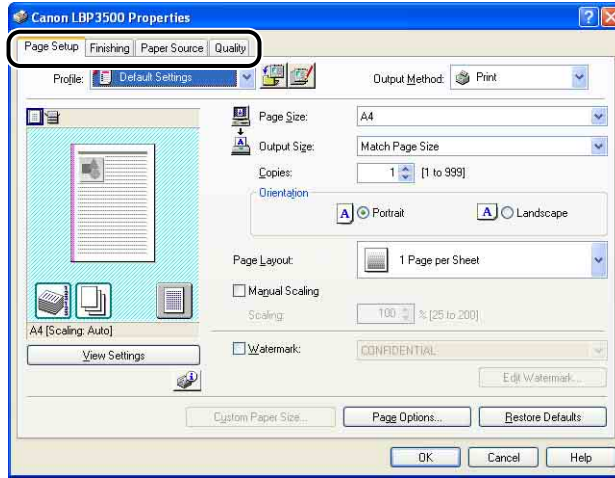 Canon LBP3500 Properties
Page Setup Finishing Paper Source Quality
Profile: Default Settings Output Method: Print
Page Size: A4
Output Size: Match Page Size
Copies: 1 [1 to 999]
Orientation
A Portrait A Landscape
Page Layout: 1 Page per Sheet
Manual Scaling
Scaling: 100 % [25 to 200]
A4 [Scaling: Auto]
View Settings
Watermark: CONFIDENTIAL
Edit Watermark...
Custom Paper Size... Page Options... Restore Defaults
OK Cancel Help